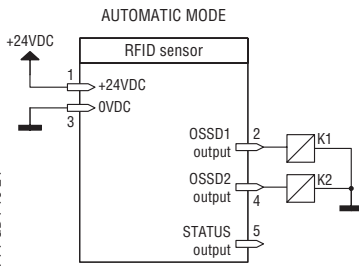 AUTOMATIC MODE
+24VDC
RFID sensor
1
+24VDC
0VDC
3
OSSD1
output
2
K1
OSSD2
output
4
K2
STATUS
output
5